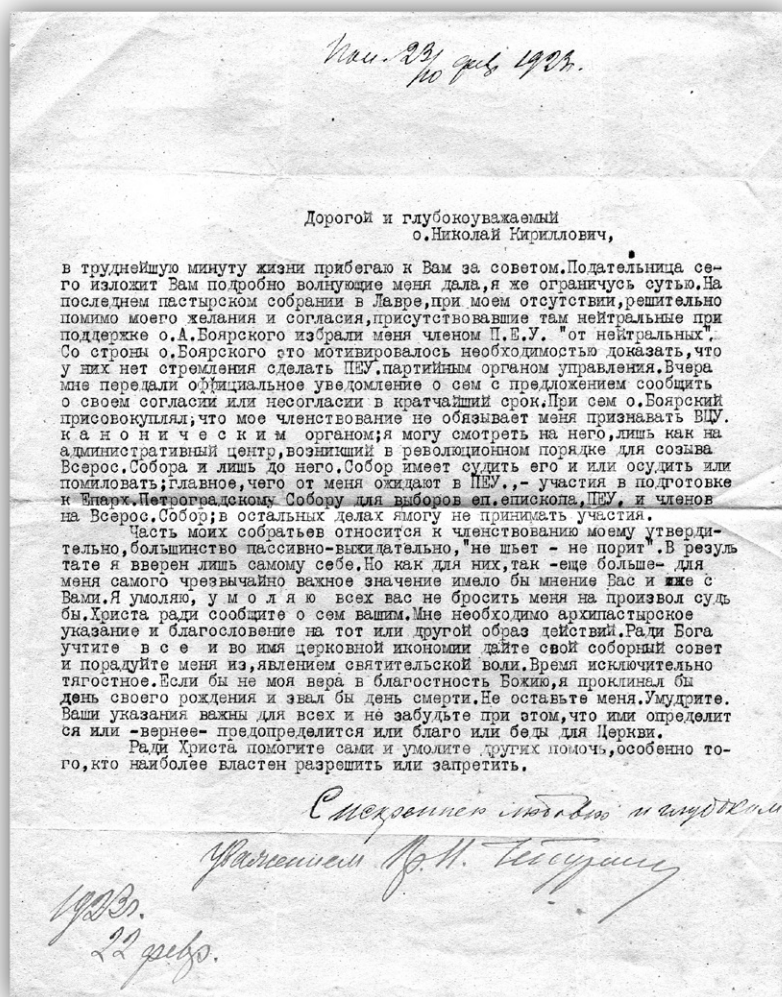 1923.
Дорогой и глубокоуважаемый
о.Николай Кириллович,
в труднейшую минуту жизни прибегаю к Вам за советом.Подательница се-
го изложит Вам подробно волнующие меня дала,я же ограничусь сутью.На
последнем пастырском собрании в Лавре,при моем отсутствии,решительно
помимо моего желания и согласия,присутствовавшие там нейтральные при
поддержке о.А.Боярского избрали меня членом П.Е.У. "от нейтральных".
Со строны о.Боярского это мотивировалось необходимостью доказать,что
у них нет стремления сделать ПЕУ.партийным органом управления.Вчера
мне передали официальное уведомление о сем с предложением сообщить
о своем согласии или несогласии в кратчайший срок.При сем о.Боярский
присовокуплял;что мое членствование не обязывает меня признавать ВЦУ.
к а н о н и ч е с к и м  органом;я могу смотреть на него,лишь как на
административный центр,возникший в революционном порядке для созыва
Всерос.Собора и лишь до него.Собор имеет судить его и или осудить или
помиловать;главное,чего от меня ожидают в ПЕУ.,- участия в подготовке
к Епарх.Петроградскому Собору для выборов еп.епископа,ПЕУ. и членов
на Всерос.Собор;в остальных делах ямогу не принимать участия.
Часть моих собратьев относится к членствованию моему утверди-
тельно,большинство пассивно-выжидательно,"не шьет - не порит".В резуль
тате я вверен лишь самому себе.Но как для них,так -еще больше- для
меня самого чрезвычайно важное значение имело бы мнение Вас и иже с
Вами.Я умоляю, у м о л я ю  всех вас не бросить меня на произвол судь
бы.Христа ради сообщите о сем вашим.Мне необходимо архипастырское
указание и благословение на тот или другой образ действий.Ради Бога
учтите  в с е  и во имя церковной икономии дайте свой соборный совет
и порадуйте меня из,явлением святительской воли.Время исключительно
тягостное.Если бы не моя вера в благостность Божию,я проклинал бы
день своего рождения и звал бы день смерти.Не оставьте меня.Умудрите.
Ваши указания важны для всех и не забудьте при этом,что ими определит
ся или -вернее- предопределится или благо или беды для Церкви.
Ради Христа помогите сами и умолите других помочь,особенно то-
го,кто наиболее властен разрешить или запретить.
С искреннею любовью и глубоким
уважением
1923г.
22 февр.